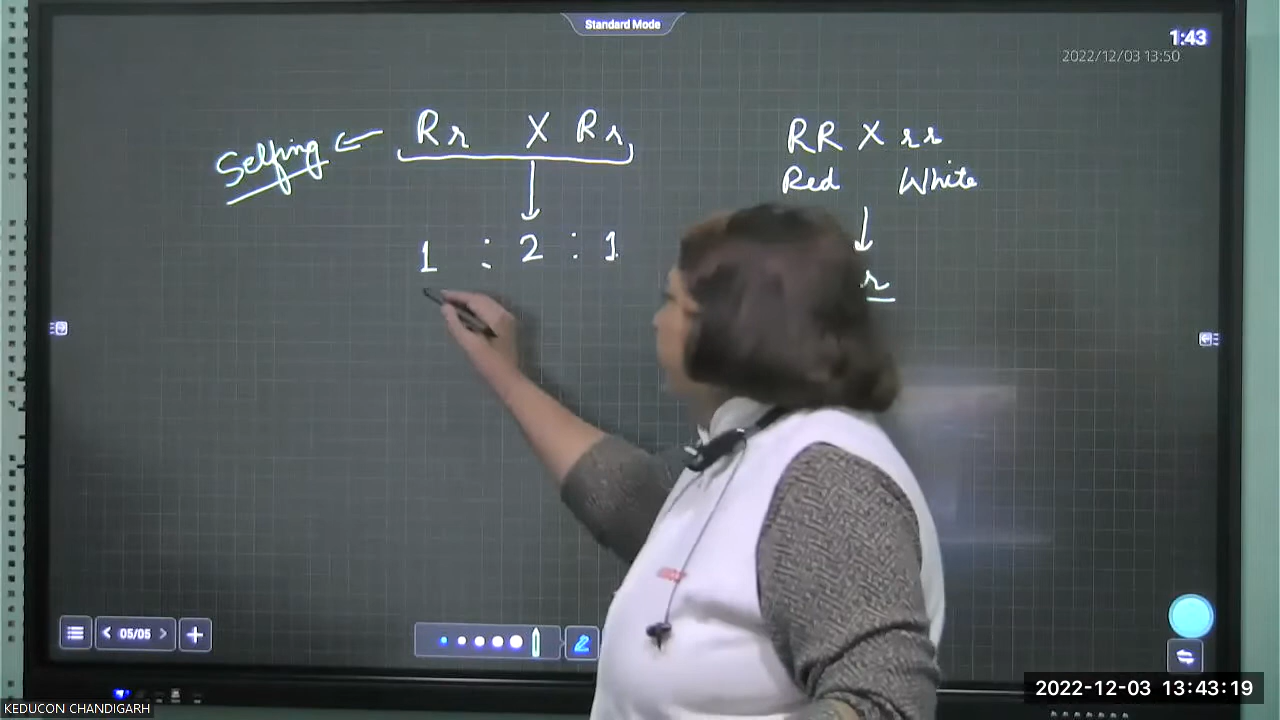 Standard Mode
1:43
2022/12/03 13:50
Rr X Rr
Selfing
1 : 2 : 1
RR X rr
Red White
r
05/05
2022-12-03 13:43:19
KEDUCON CHANDIGARH